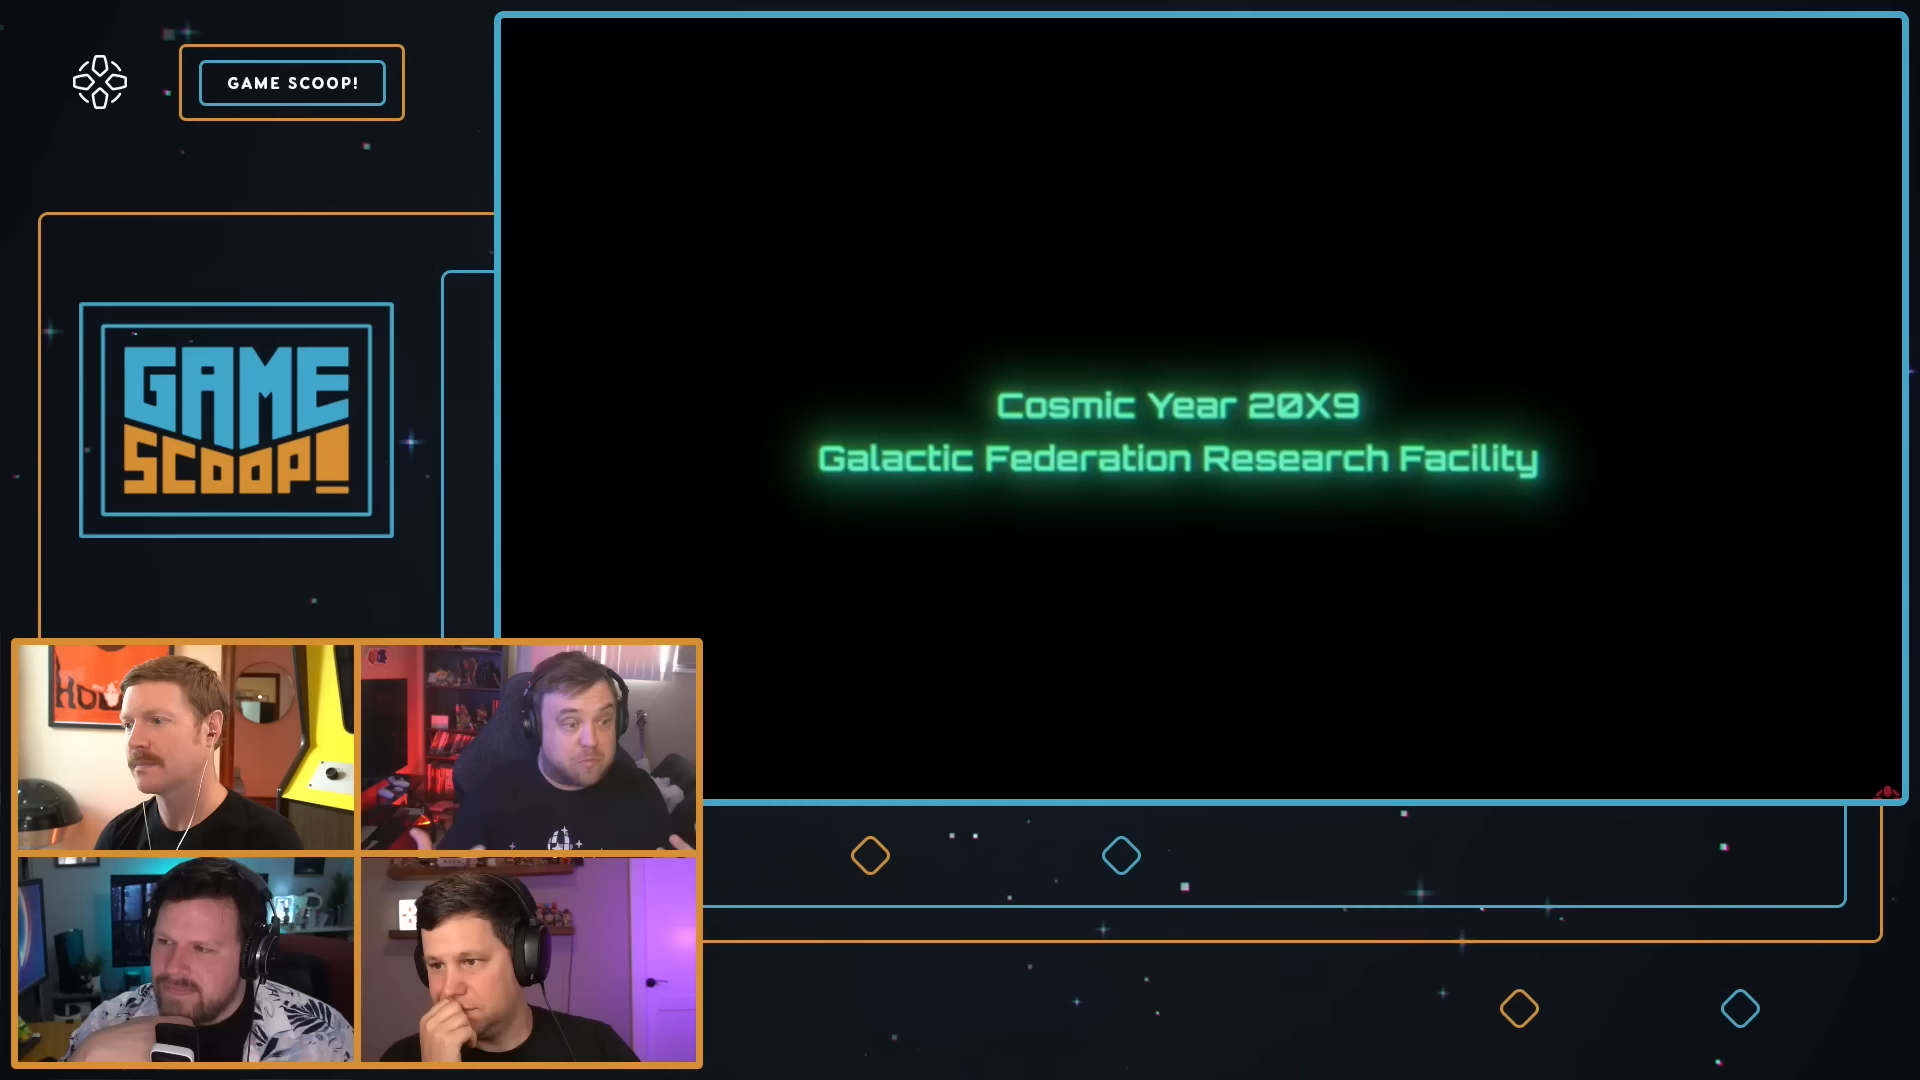 GAME SCOOP!
Cosmic Year 20X9
Galactic Federation Research Facility
GAME
SCOOP!